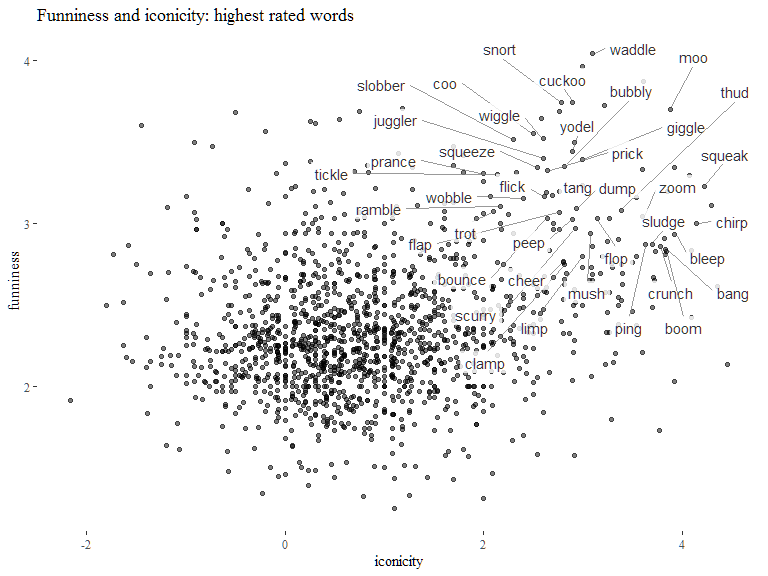 Funniness and iconicity: highest rated words
4
3
2
funniness
snort
waddle
moo
cuckoo
slobber
coo
bubbly
thud
wiggle
juggler
yodel
giggle
squeeze
prick
squeak
prance
tickle
flick
tang
dump
zoom
wobble
ramble
sludge
chirp
trot
flap
peep
flop
bleep
bounce
cheer
mush
crunch
bang
scurry
limp
ping
boom
clamp
-2
0
2
4
iconicity